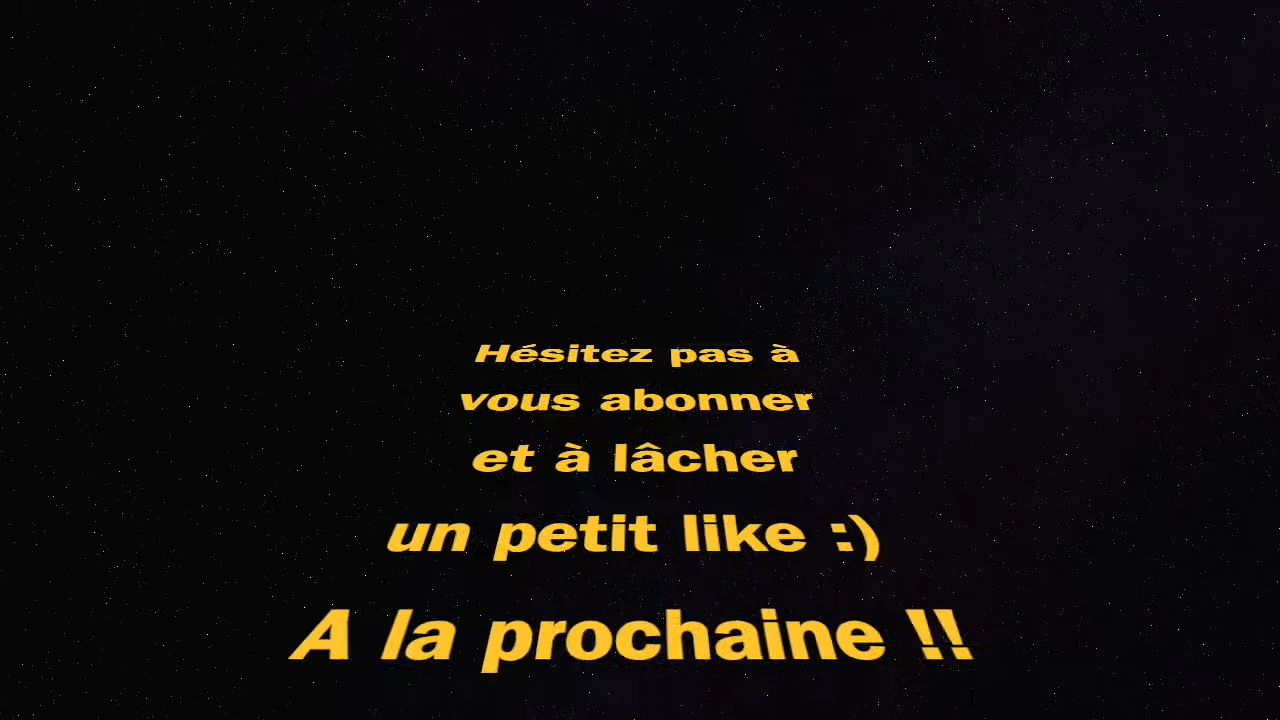 Hésitez pas à
vous abonner
et à lâcher
un petit like :)
A la prochaine !!